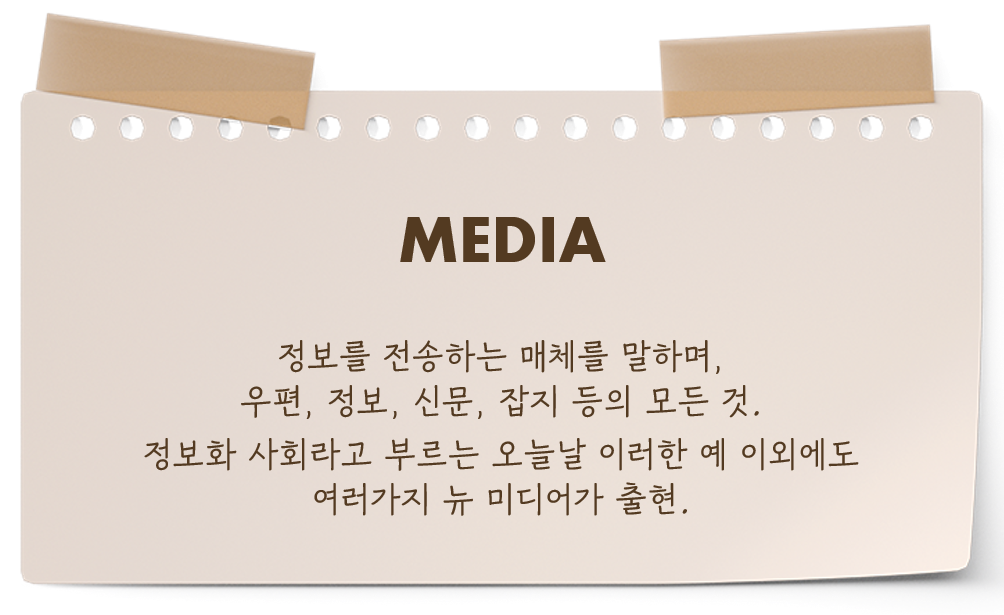 MEDIA
정보를 전송하는 매체를 말하며,
우편, 정보, 신문, 잡지 등의 모든 것.
정보화 사회라고 부르는 오늘날 이러한 예 이외에도
여러가지 뉴 미디어가 출현.